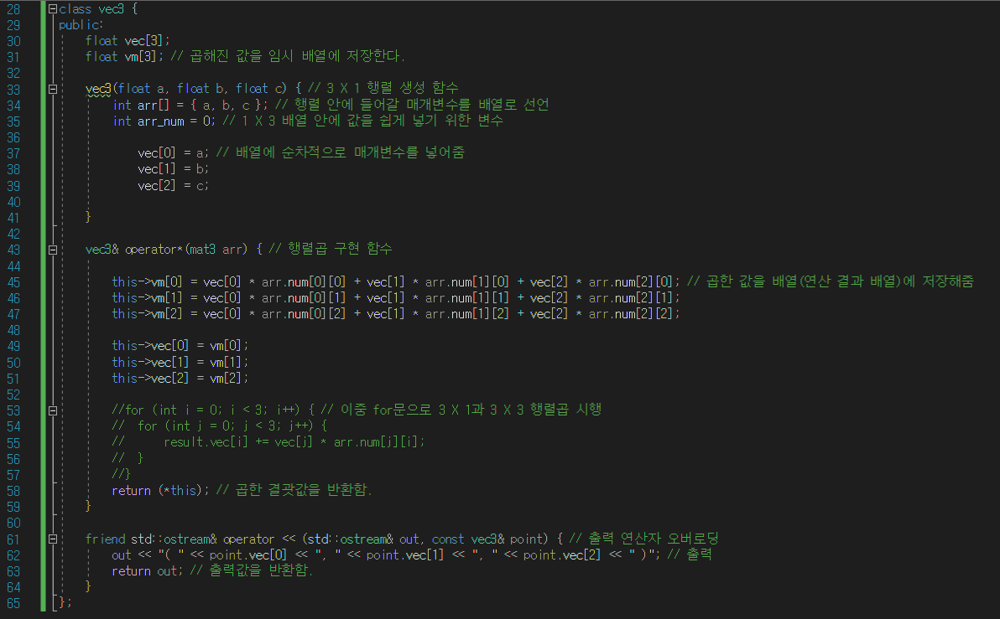 28 class vec3 {
29 public:
30 float vec[3];
31 float vm[3]; // 곱해진 값을 임시 배열에 저장한다.
32
33 vec3(float a, float b, float c) { // 3 X 1 행렬 생성 함수
34 int arr[] = { a, b, c }; // 행렬 안에 들어갈 매개변수를 배열로 선언
35 int arr_num = 0; // 1 X 3 배열 안에 값을 쉽게 넣기 위한 변수
36
37 vec[0] = a; // 배열에 순차적으로 매개변수를 넣어줌
38 vec[1] = b;
39 vec[2] = c;
40
41 }
42
43 vec3& operator*(mat3 arr) { // 행렬곱 구현 함수
44
45 this->vm[0] = vec[0] * arr.num[0][0] + vec[1] * arr.num[1][0] + vec[2] * arr.num[2][0]; // 곱한 값을 배열(연산 결과 배열)에 저장해줌
46 this->vm[1] = vec[0] * arr.num[0][1] + vec[1] * arr.num[1][1] + vec[2] * arr.num[2][1];
47 this->vm[2] = vec[0] * arr.num[0][2] + vec[1] * arr.num[1][2] + vec[2] * arr.num[2][2];
48
49 this->vec[0] = vm[0];
50 this->vec[1] = vm[1];
51 this->vec[2] = vm[2];
52
53 //for (int i = 0; i < 3; i++) { // 이중 for문으로 3 X 1과 3 X 3 행렬곱 시행
54 // for (int j = 0; j < 3; j++) {
55 // result.vec[i] += vec[j] * arr.num[j][i];
56 // }
57 //}
58 return (*this); // 곱한 결괏값을 반환함.
59 }
60
61 friend std::ostream& operator << (std::ostream& out, const vec3& point) { // 출력 연산자 오버로딩
62 out << "( " << point.vec[0] << ", " << point.vec[1] << ", " << point.vec[2] << " )"; // 출력
63 return out; // 출력값을 반환함.
64 }
65 };